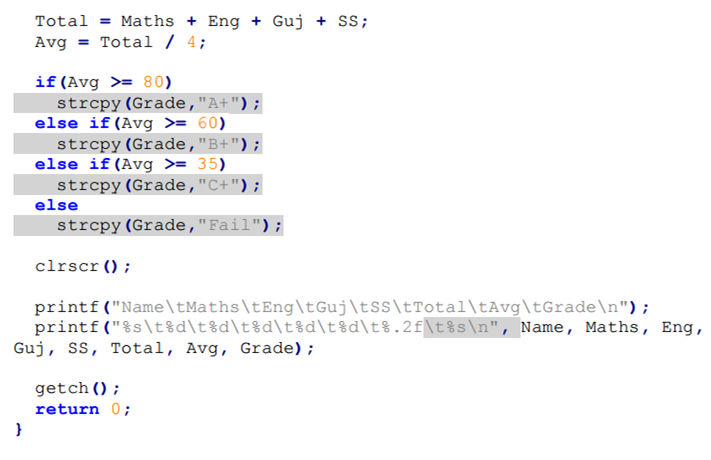 Total = Maths + Eng + Guj + SS;
Avg = Total / 4;
if(Avg >= 80)
strcpy(Grade,"A+");
else if(Avg >= 60)
strcpy(Grade,"B+");
else if(Avg >= 35)
strcpy(Grade,"C+");
else
strcpy(Grade,"Fail");
clrscr();
printf("Name\tMaths\tEng\tGuj\tSS\tTotal\tAvg\tGrade\n");
printf("%s\t%d\t%d\t%d\t%d\t%d\t%.2f\t%s\n", Name, Maths, Eng,
Guj, SS, Total, Avg, Grade);
getch();
return 0;
}